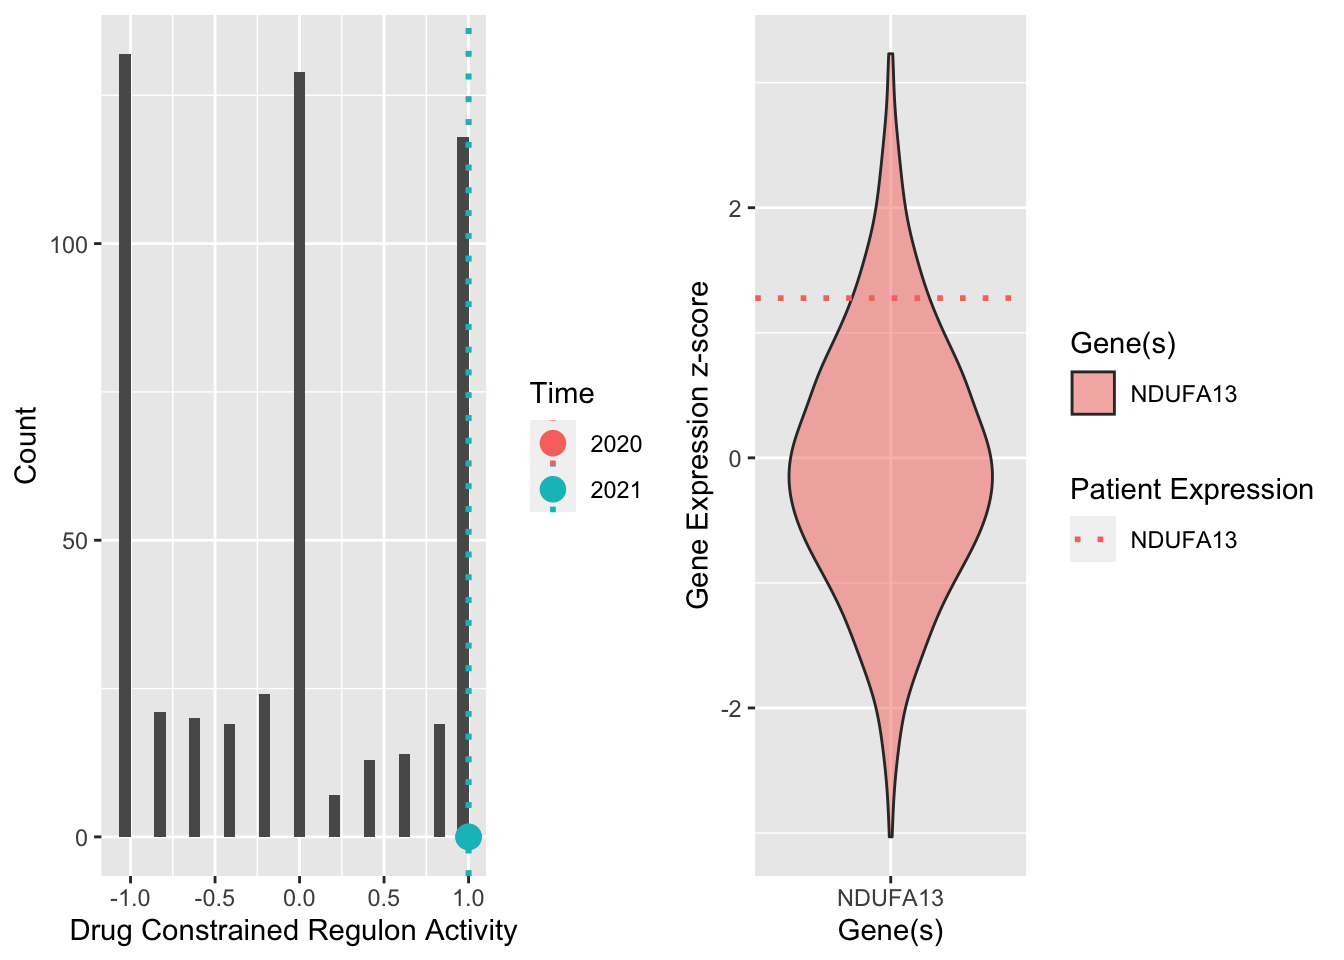 Count
100
50
0
-1.0
-0.5
0.0
0.5
1.0
Drug Constrained Regulon Activity
Time
2020
2021
Gene Expression z-score
2
0
-2
NDUFA13
Gene(s)
Gene(s)
NDUFA13
Patient Expression
NDUFA13